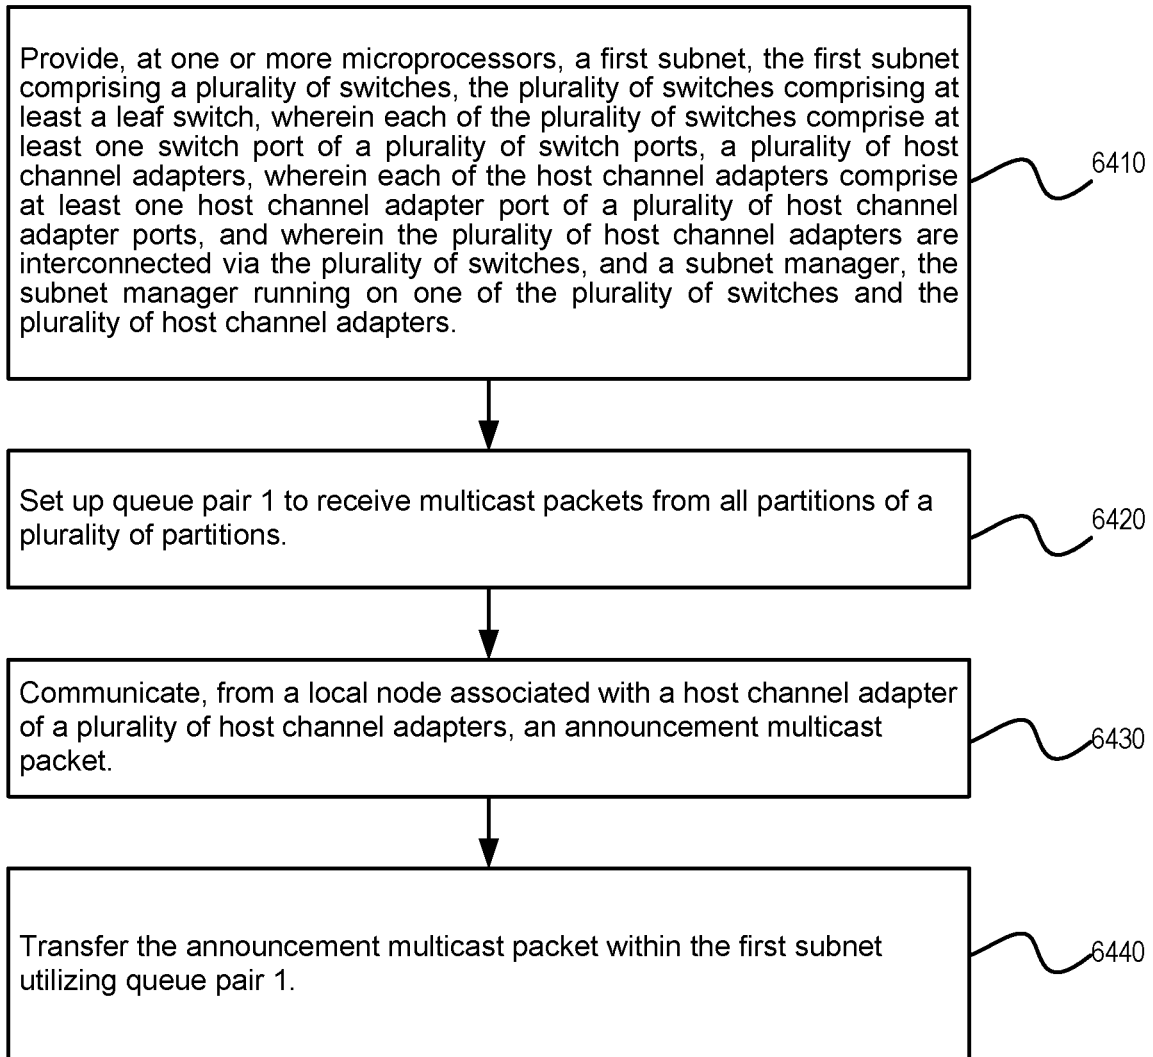 Provide, at one or more microprocessors, a first subnet, the first subnet
comprising a plurality of switches, the plurality of switches comprising at
least a leaf switch, wherein each of the plurality of switches comprise at
least one switch port of a plurality of switch ports, a plurality of host
channel adapters, wherein each of the host channel adapters comprise
at least one host channel adapter port of a plurality of host channel
adapter ports, and wherein the plurality of host channel adapters are
interconnected via the plurality of switches, and a subnet manager, the
subnet manager running on one of the plurality of switches and the
plurality of host channel adapters.
6410
Set up queue pair 1 to receive multicast packets from all partitions of a
plurality of partitions.
6420
Communicate, from a local node associated with a host channel adapter
of a plurality of host channel adapters, an announcement multicast
packet.
6430
Transfer the announcement multicast packet within the first subnet
utilizing queue pair 1.
6440